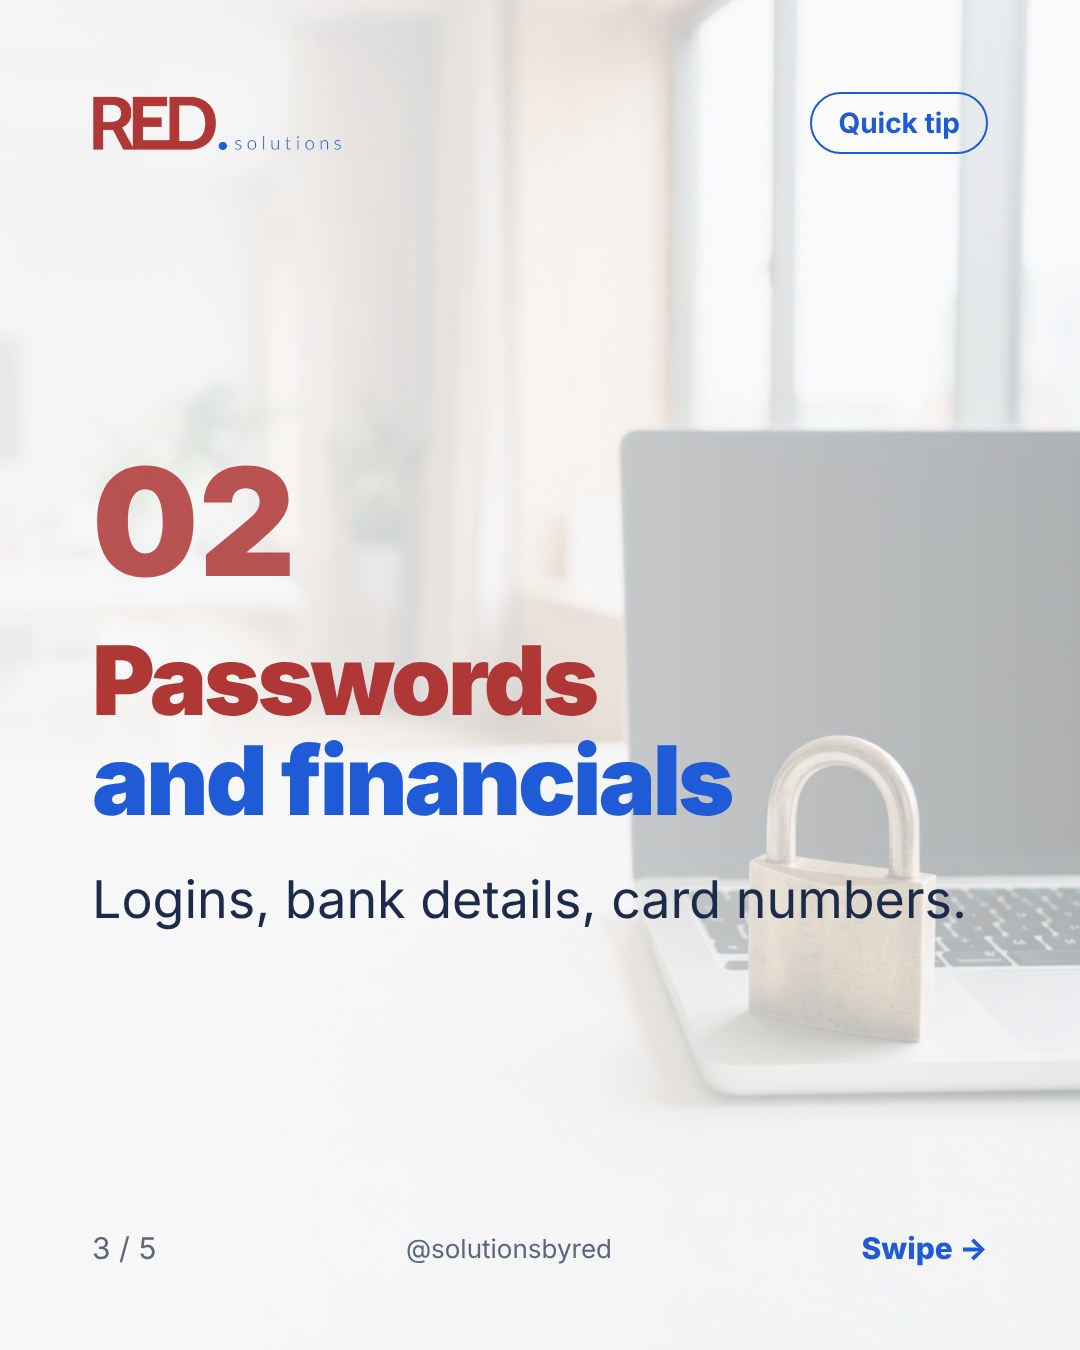 RED.solutions
Quick tip
02
Passwords
and financials
Logins, bank details, card numbers.
3 / 5
@solutionsbyred
Swipe →